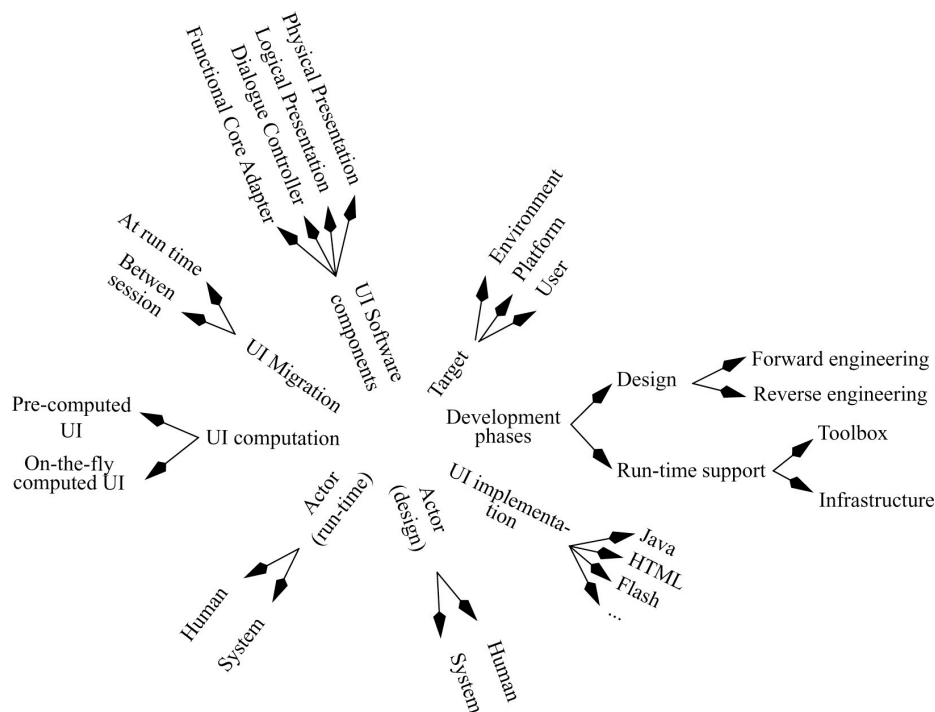 Physical Presentation
Logical Presentation
Dialogue Controller
Functional Core Adapter
UI Software
components
Environment
Platform
User
Target
At run time
Betwen
session
UI Migration
Development
phases
Design
Forward engineering
Reverse engineering
Run-time support
Toolbox
Infrastructure
Pre-computed
UI
On-the-fly
computed UI
UI computation
UI implementa-
tion
Java
HTML
Flash
...
Actor
(run-time)
Human
System
Actor
(design)
System
Human